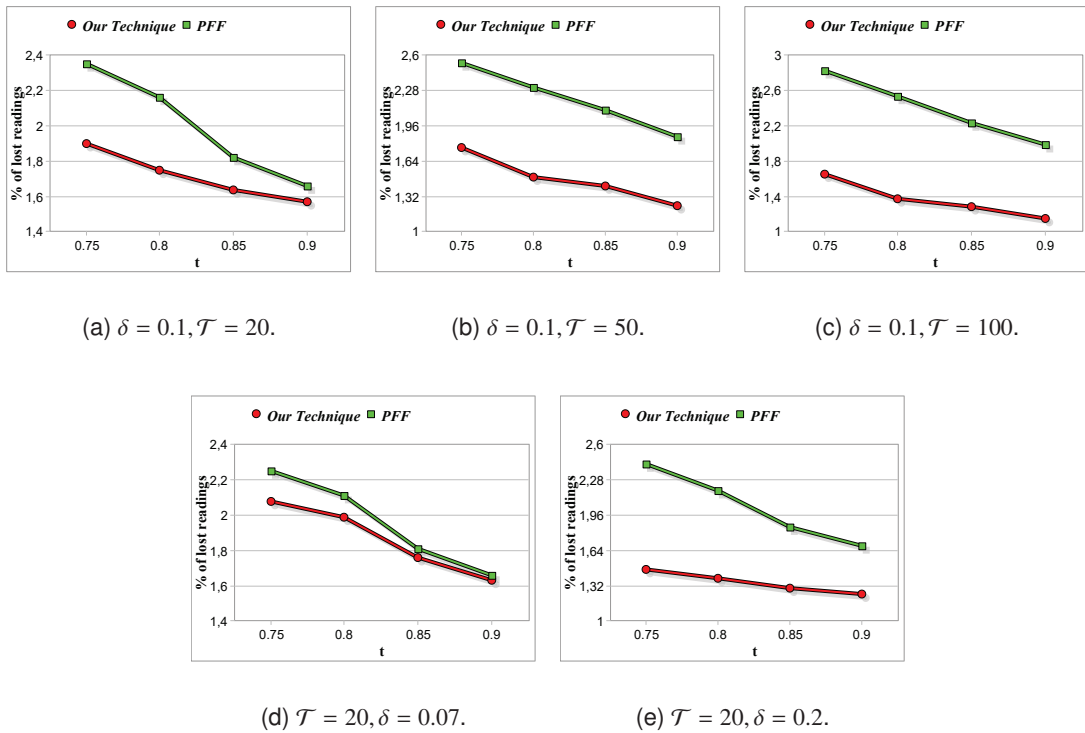 Our Technique PFF
% of lost readings
2,4
2,2
2
1,8
1,6
1,4
0.75 0.8 0.85 0.9
t
(a) δ = 0.1, 𝒯 = 20.
Our Technique PFF
% of lost readings
2,6
2,28
1,96
1,64
1,32
1
0.75 0.8 0.85 0.9
t
(b) δ = 0.1, 𝒯 = 50.
Our Technique PFF
% of lost readings
3
2,6
2,2
1,8
1,4
1
0.75 0.8 0.85 0.9
t
(c) δ = 0.1, 𝒯 = 100.
Our Technique PFF
% of lost readings
2,4
2,2
2
1,8
1,6
1,4
0.75 0.8 0.85 0.9
t
(d) 𝒯 = 20, δ = 0.07.
Our Technique PFF
% of lost readings
2,6
2,28
1,96
1,64
1,32
1
0.75 0.8 0.85 0.9
t
(e) 𝒯 = 20, δ = 0.2.